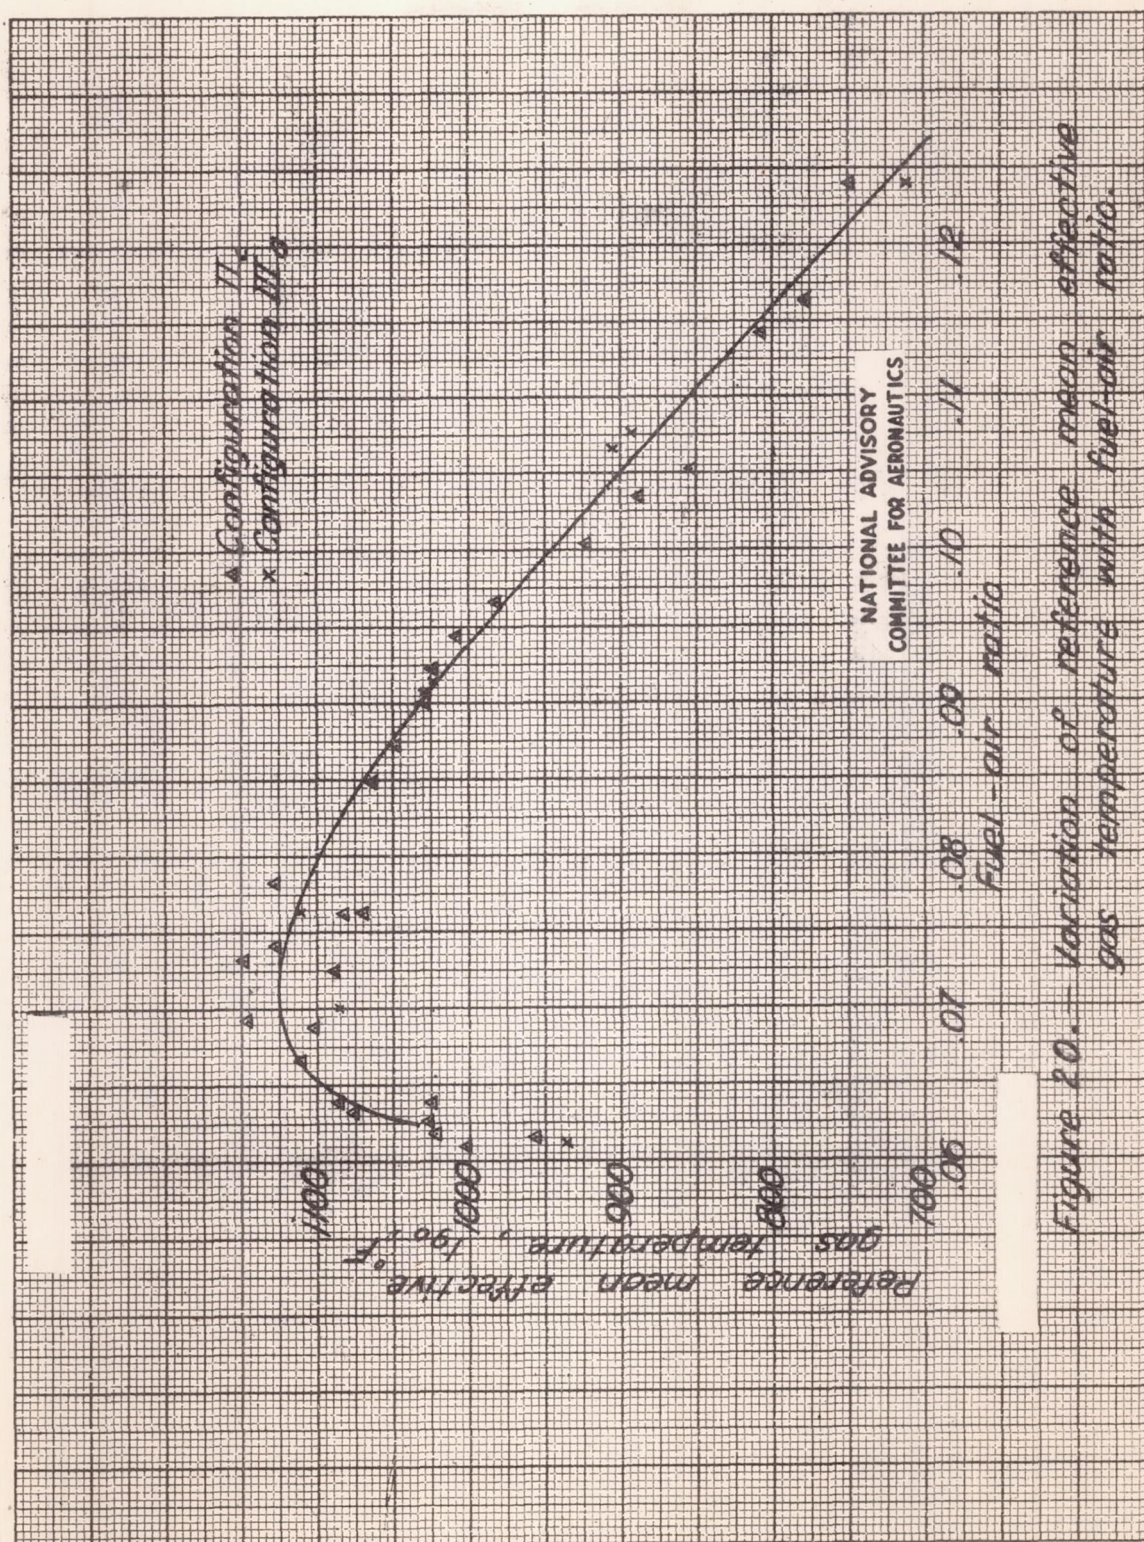 ▲ Configuration II
x Configuration III
Reference mean effective
gas temperature, Tg₀, °F
1100
1000
900
800
700
.06 .07 .08 .09 .10 .11 .12
Fuel-air ratio
NATIONAL ADVISORY
COMMITTEE FOR AERONAUTICS
Figure 20.- Variation of reference mean effective
gas temperature with fuel-air ratio.